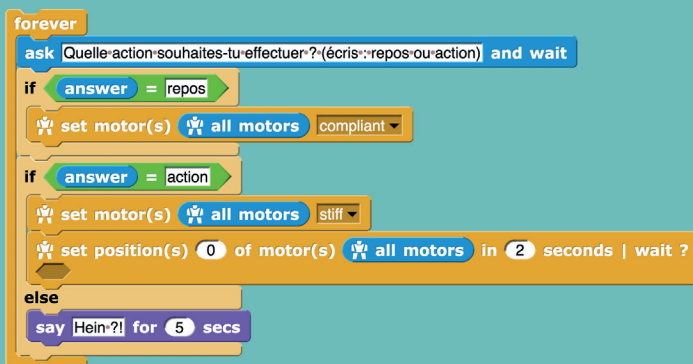 forever
ask Quelle action souhaites-tu effectuer ? (écris : repos ou action) and wait
if answer = repos
set motor(s) all motors compliant
if answer = action
set motor(s) all motors stiff
set position(s) 0 of motor(s) all motors in 2 seconds | wait ?
else
say Hein ?! for 5 secs